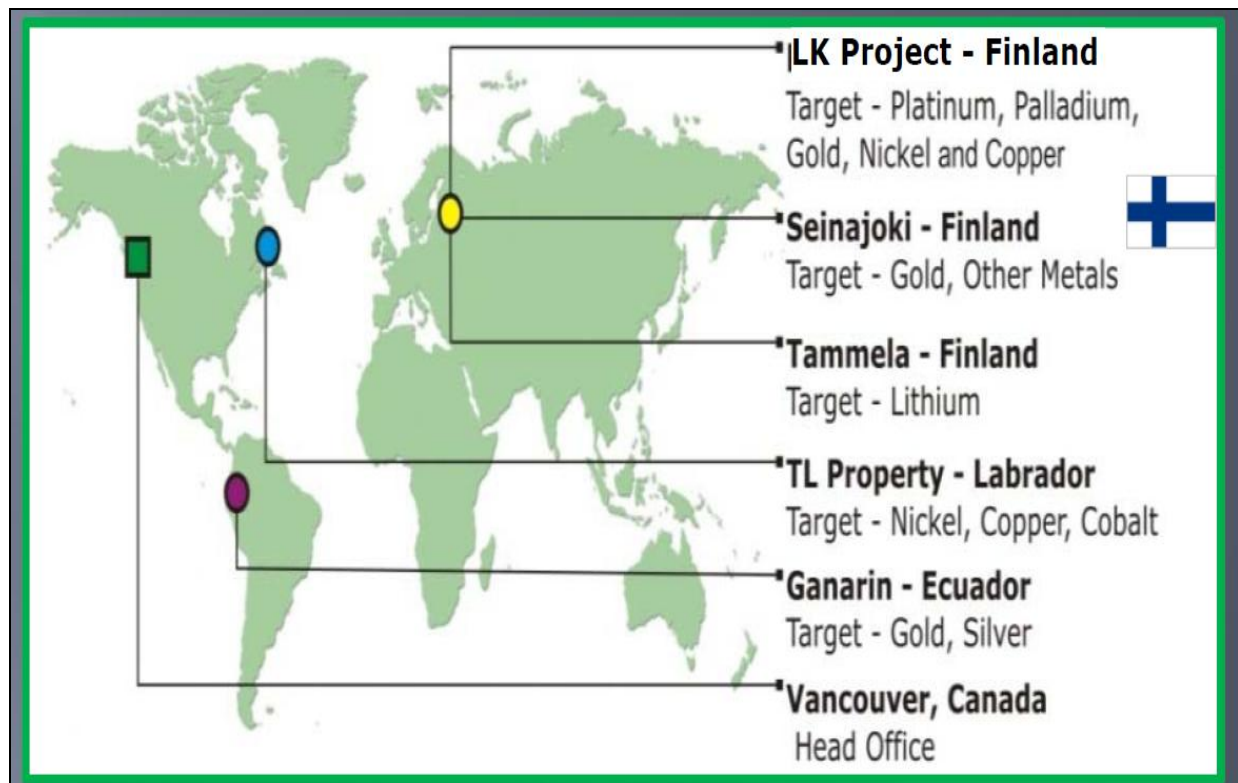 LK Project - Finland
Target - Platinum, Palladium,
Gold, Nickel and Copper
Seinajoki - Finland
Target - Gold, Other Metals
Tammela - Finland
Target - Lithium
TL Property - Labrador
Target - Nickel, Copper, Cobalt
Ganarin - Ecuador
Target - Gold, Silver
Vancouver, Canada
Head Office